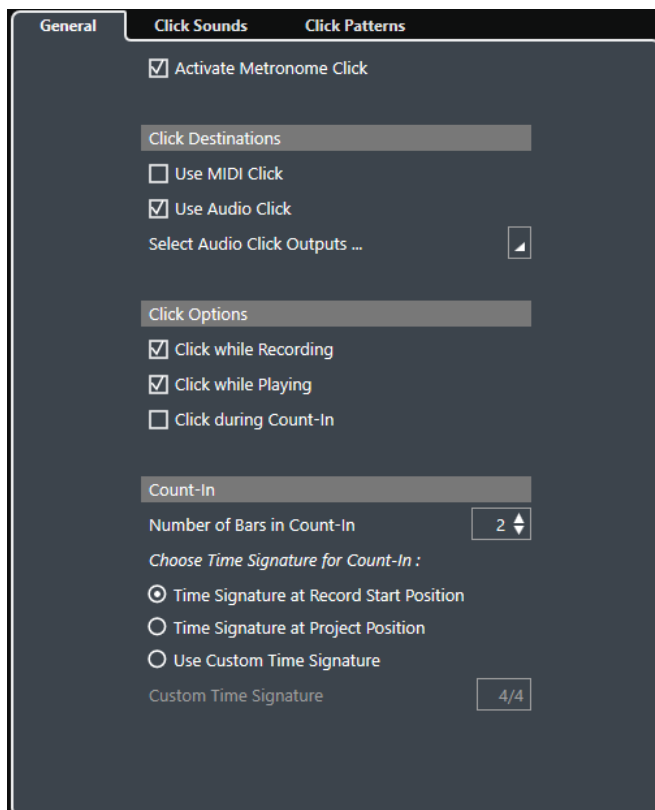 General Click Sounds Click Patterns
Activate Metronome Click
Click Destinations
Use MIDI Click
Use Audio Click
Select Audio Click Outputs ...
Click Options
Click while Recording
Click while Playing
Click during Count-In
Count-In
Number of Bars in Count-In 2
Choose Time Signature for Count-In :
Time Signature at Record Start Position
Time Signature at Project Position
Use Custom Time Signature
Custom Time Signature 4/4